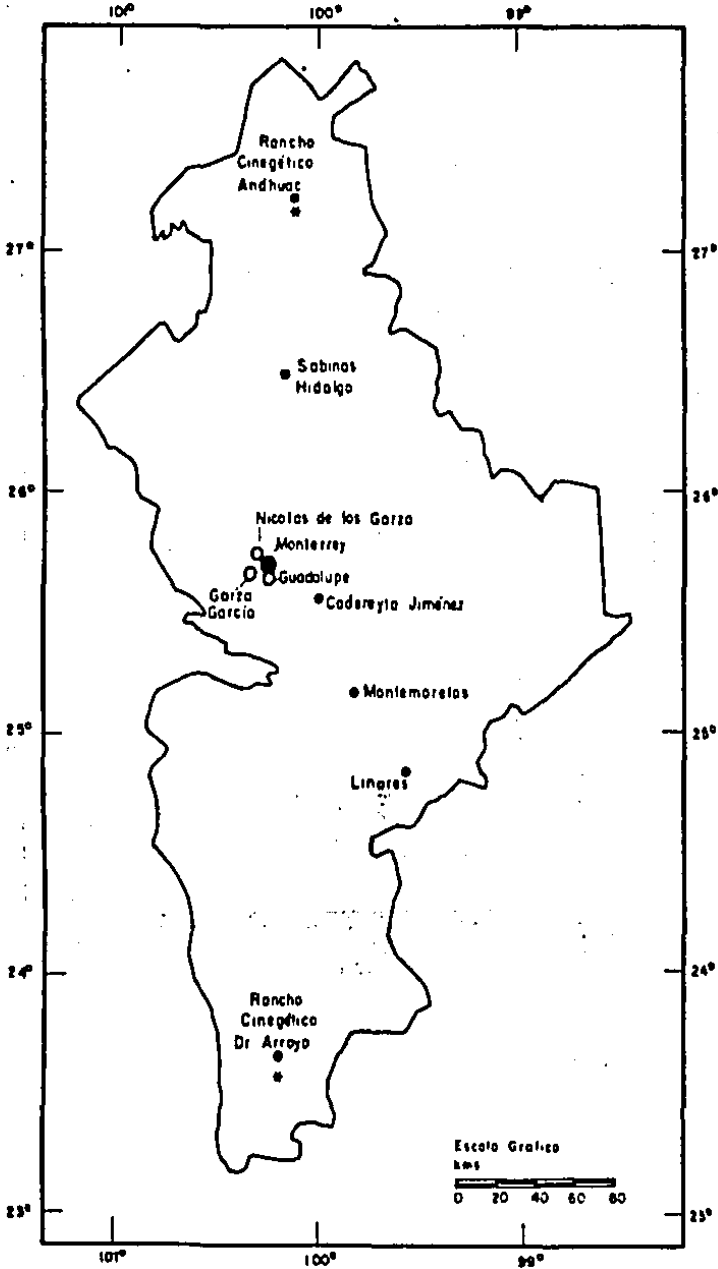 101°
100°
99°
Rancho
Cinegético
Anáhuac
*
27°
27°
Sabinas
Hidalgo
26°
26°
Nicolas de los Garza
Monterrey
Guadalupe
Garza
García
Cadereyta Jiménez
Montemorelos
25°
25°
Linares
24°
24°
Rancho
Cinegético
Dr Arroyo
*
Escala Grafica
kms
0 20 40 60 80
23°
23°
101°
100°
99°